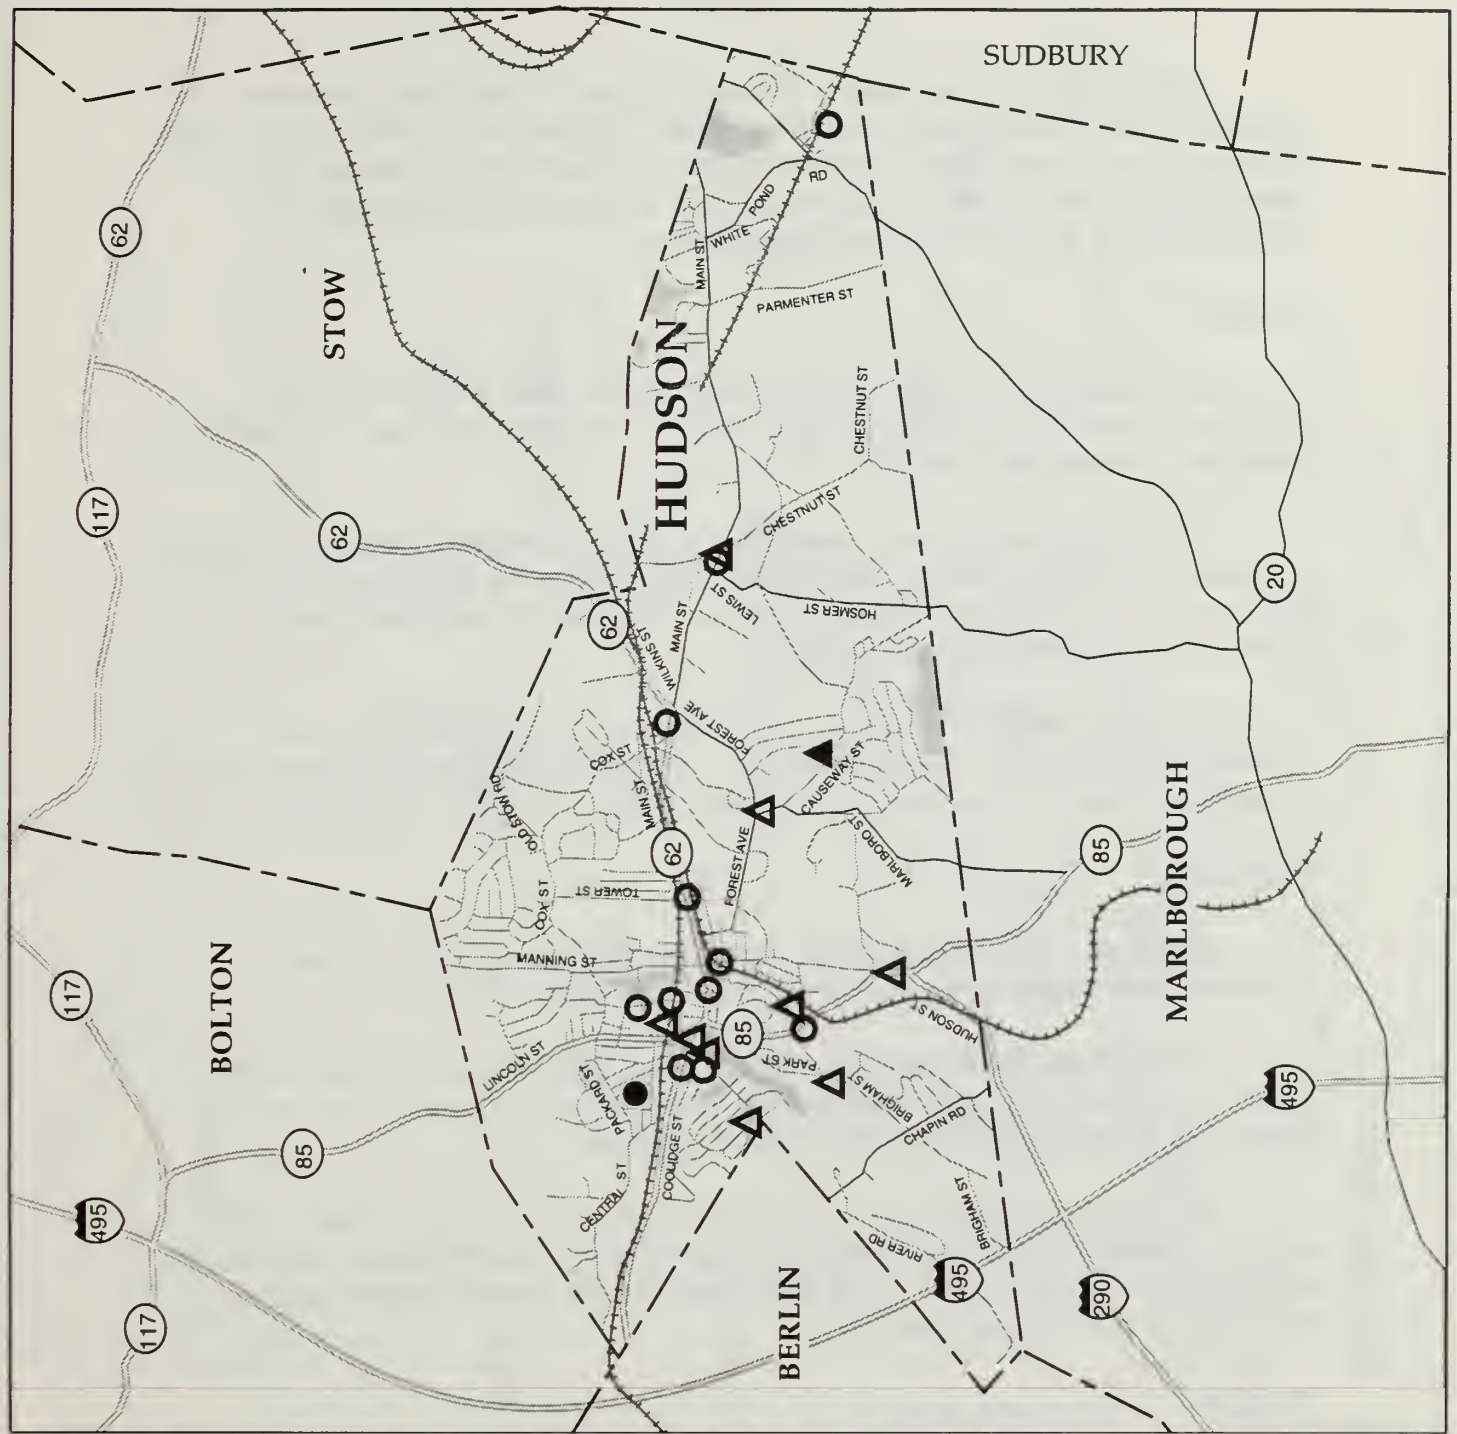 SUDBURY
62
STOW
MAIN ST
WHITE POND RD
PARMENTER ST
HUDSON
117
62
CHESTNUT ST
CHESTNUT ST
62
WILKINS ST
MAIN ST
LEWIS ST
HOSMER ST
20
FOREST AVE
COX ST
MAIN ST
OLD STOW RD
CAUSEWAY ST
MARLBORO ST
85
MARLBOROUGH
62
FOREST AVE
TOWER ST
COX ST
MANNING ST
BOLTON
117
LINCOLN ST
85
HUDSON ST
PARK ST
PACKARD ST
BRIGHAM ST
CHAPIN RD
495
85
COOLIDGE ST
CENTRAL ST
495
BRIGHAM ST
RIVER RD
495
290
BERLIN
117